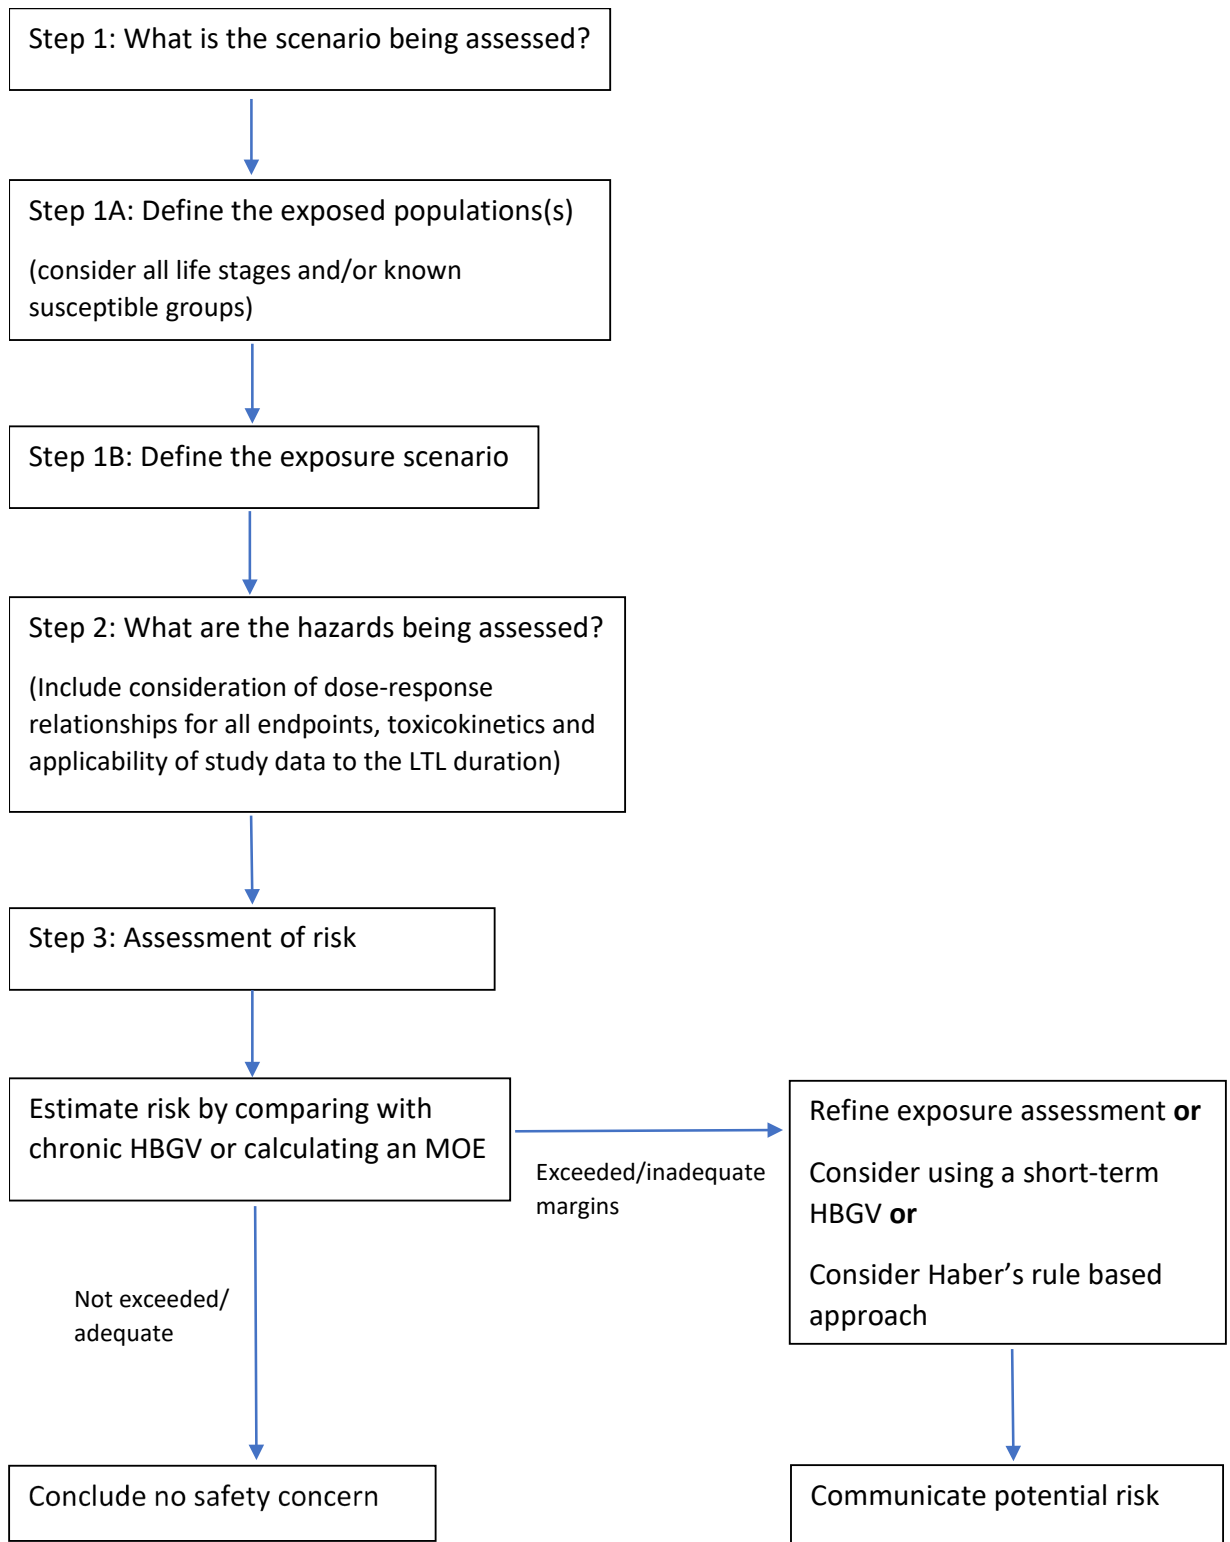 Step 1: What is the scenario being assessed?
Step 1A: Define the exposed populations(s)
(consider all life stages and/or known
susceptible groups)
Step 1B: Define the exposure scenario
Step 2: What are the hazards being assessed?
(Include consideration of dose-response
relationships for all endpoints, toxicokinetics and
applicability of study data to the LTL duration)
Step 3: Assessment of risk
Estimate risk by comparing with
chronic HBGV or calculating an MOE
Exceeded/inadequate
margins
Refine exposure assessment or
Consider using a short-term
HBGV or
Consider Haber’s rule based
approach
Not exceeded/
adequate
Conclude no safety concern
Communicate potential risk